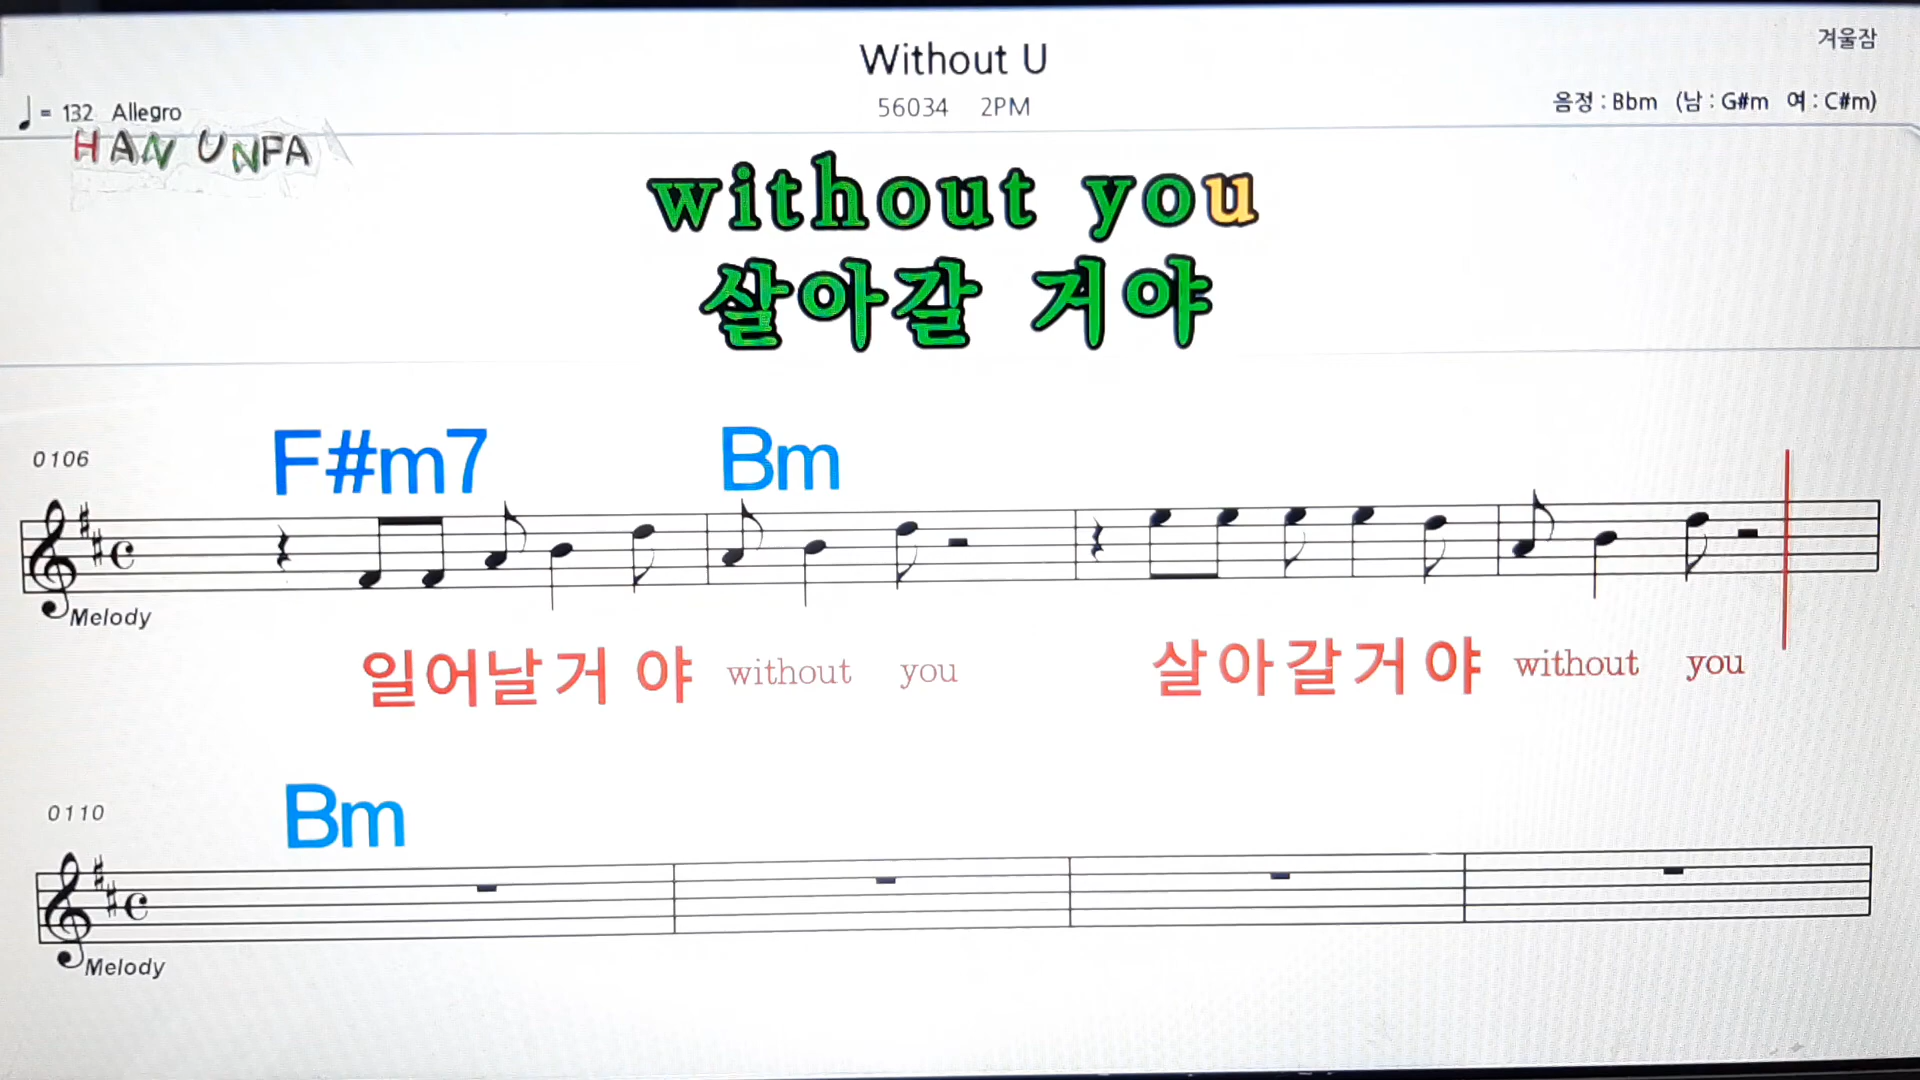 Without U
겨울잠
♩ = 132 Allegro
56034 2PM
음정 : Bbm (남 : G#m 여 : C#m)
HAN UNPA
without you
살아갈 거야
0106
F#m7 Bm
Melody
일어날거 야 without you 살아갈거 야 without you
0110
Bm
Melody